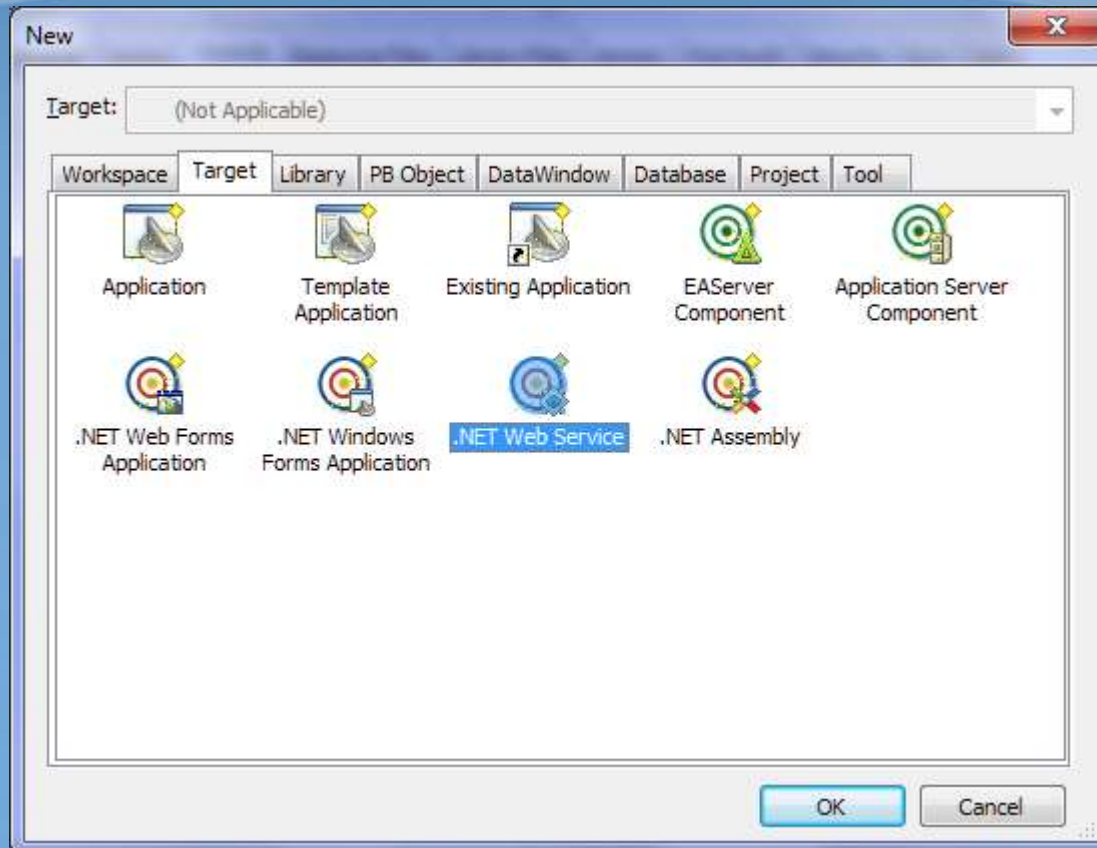 New
Target: (Not Applicable)
Workspace Target Library PB Object DataWindow Database Project Tool
Application
Template
Application
Existing Application
EAServer
Component
Application Server
Component
.NET Web Forms
Application
.NET Windows
Forms Application
.NET Web Service
.NET Assembly
OK Cancel